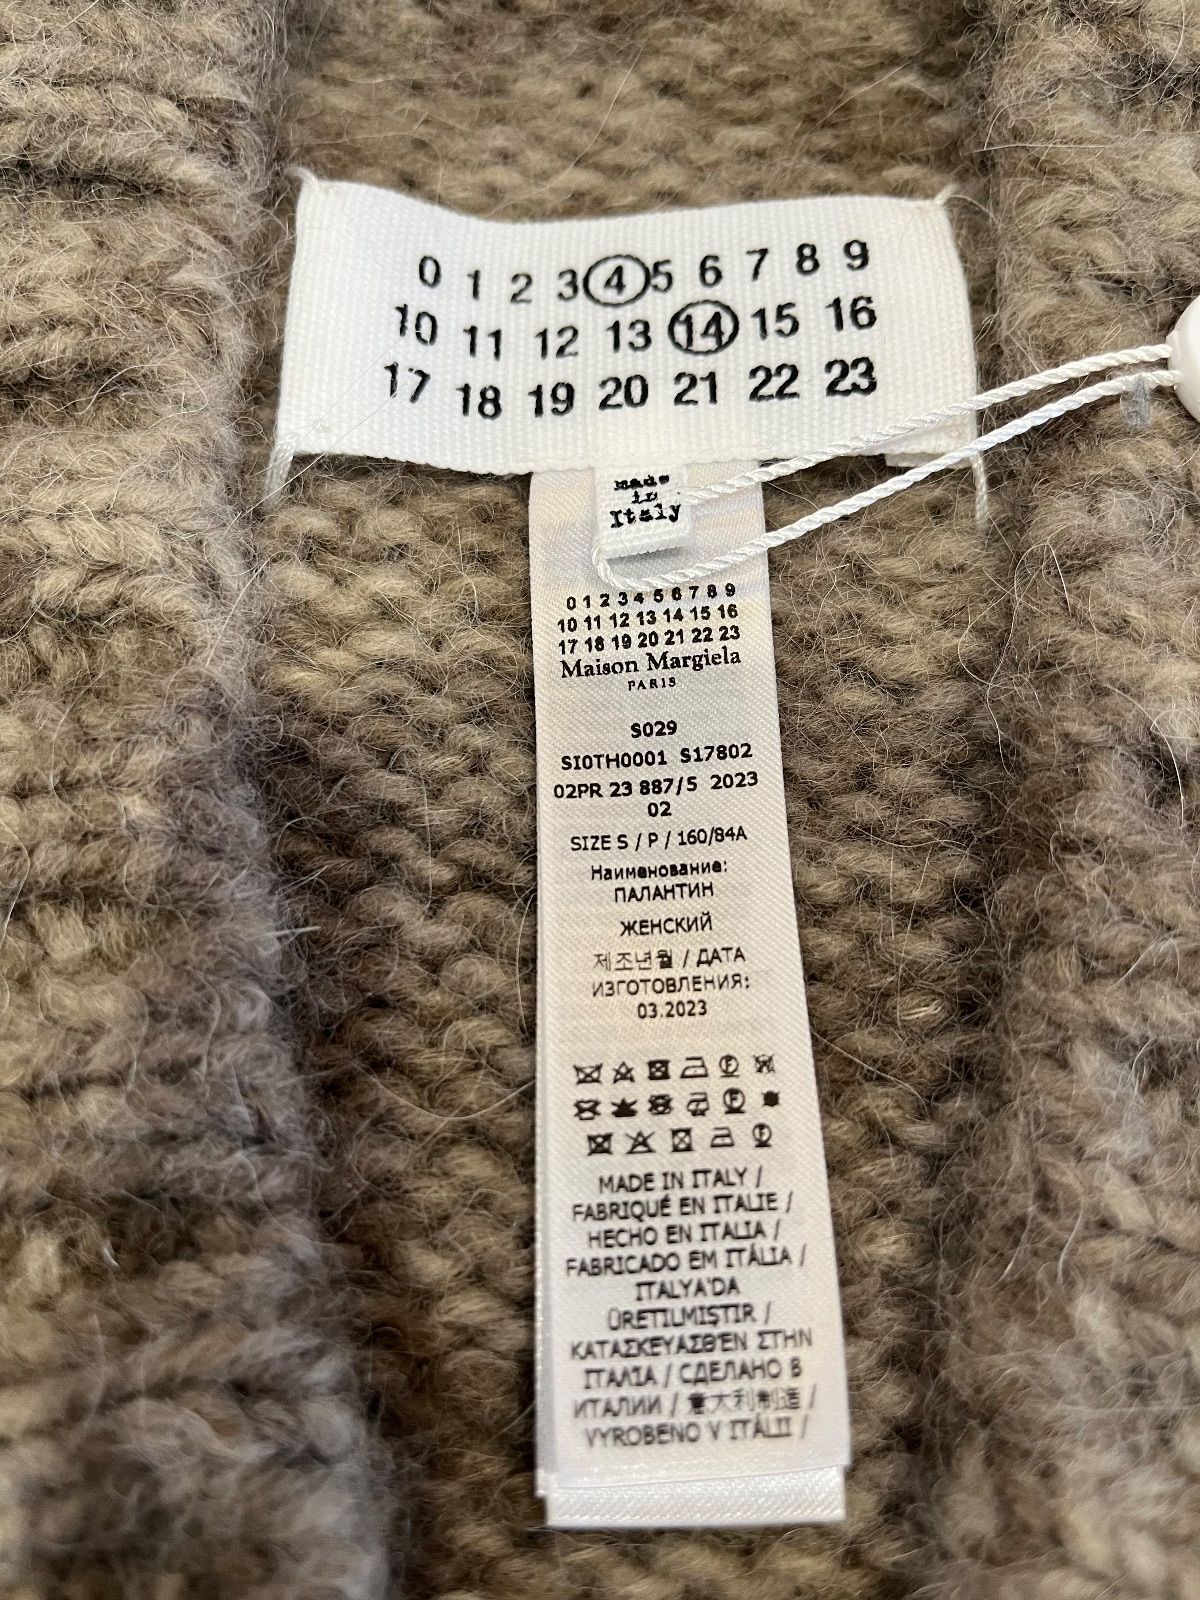 0 1 2 3 4 5 6 7 8 9
10 11 12 13 14 15 16
17 18 19 20 21 22 23
made
in
Italy
0 1 2 3 4 5 6 7 8 9
10 11 12 13 14 15 16
17 18 19 20 21 22 23
Maison Margiela
PARIS
S029
SI0TH0001 S17802
02PR 23 887/5 2023
02
SIZE S / P / 160/84A
Наименование:
ПАЛАНТИН
ЖЕНСКИЙ
제조년월 / ДАТА
ИЗГОТОВЛЕНИЯ:
03.2023
MADE IN ITALY /
FABRIQUÉ EN ITALIE /
HECHO EN ITALIA /
FABRICADO EM ITÁLIA /
ITALYA'DA
ÜRETILMIŞTIR /
ΚΑΤΑΣΚΕΥΑΣΘΈΝ ΣΤΗΝ
ΙΤΑΛΊΑ / СДЕЛАНО В
ИТАЛИИ / 意大利制造 /
VYROBENO V ITÁLII /